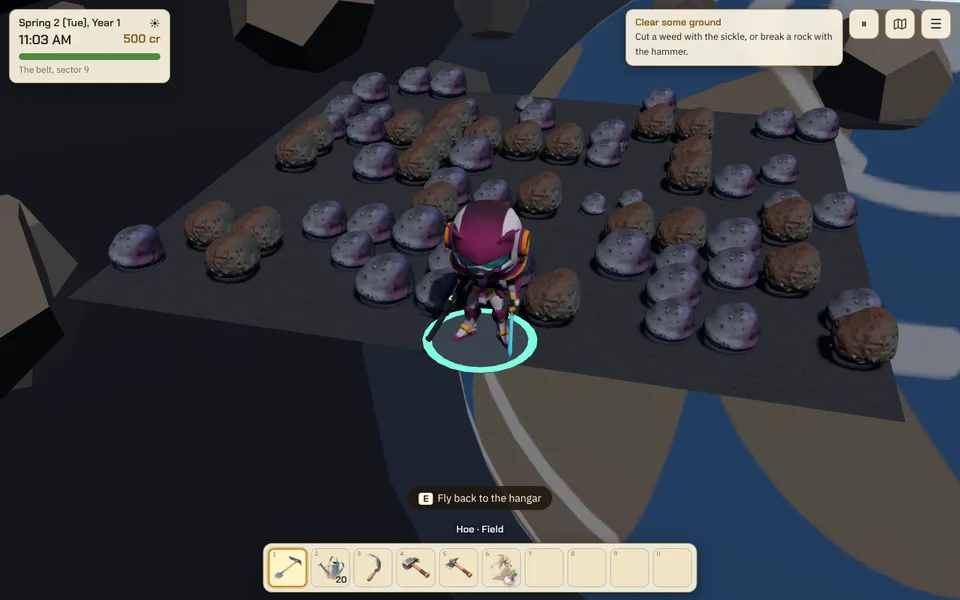 Spring 2 (Tue), Year 1
11:03 AM
500 cr
The belt, sector 9
Clear some ground
Cut a weed with the sickle, or break a rock with
the hammer.
E Fly back to the hangar
Hoe · Field
1 2 3 4 5 6 7 8 9 0
20